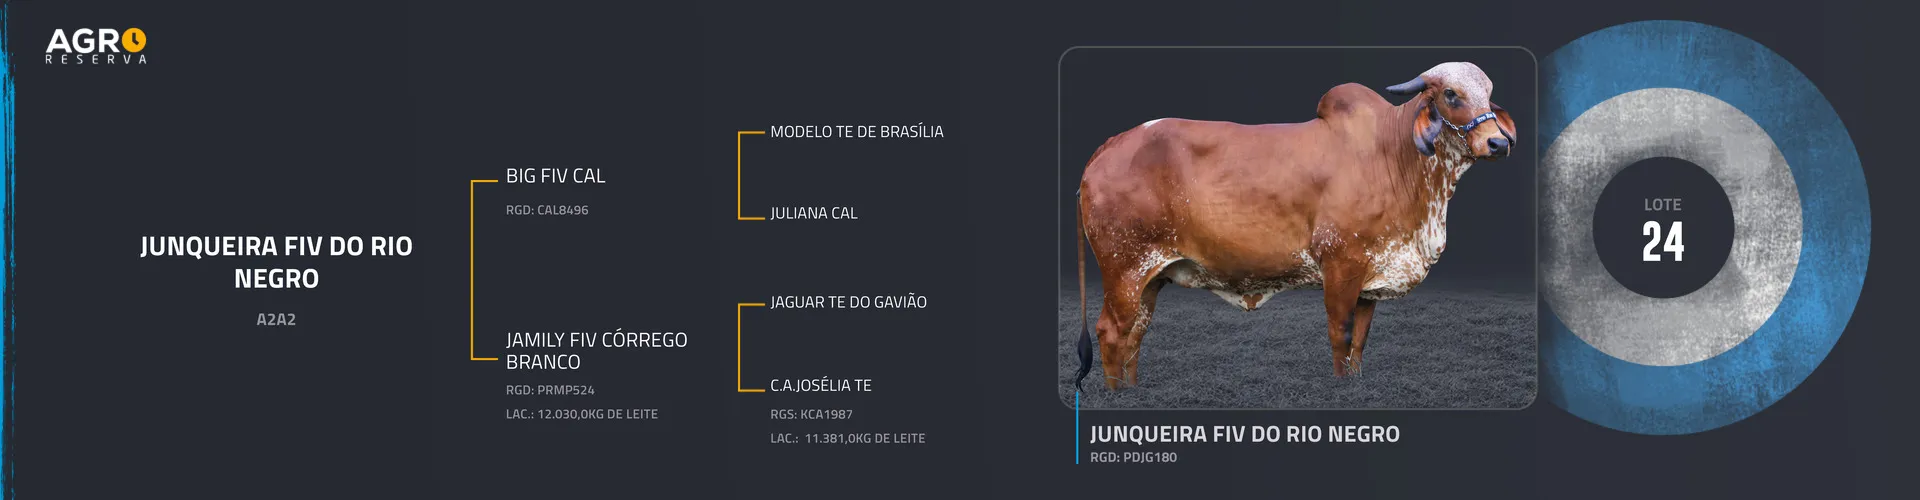 AGRO
RESERVA
JUNQUEIRA FIV DO RIO
NEGRO
A2A2
BIG FIV CAL
RGD: CAL8496
JAMILY FIV CÓRREGO
BRANCO
RGD: PRMP524
LAC.: 12.030,0KG DE LEITE
MODELO TE DE BRASÍLIA
JULIANA CAL
JAGUAR TE DO GAVIÃO
C.A.JOSÉLIA TE
RGS: KCA1987
LAC.: 11.381,0KG DE LEITE
JUNQUEIRA FIV DO RIO NEGRO
RGD: PDJG180
LOTE
24